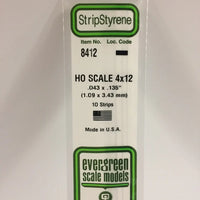 StripStyrene
Item No. Loc. Code
8412
HO SCALE 4x12
.043 x .135"
(1.09 x 3.43 mm)
10 Strips
Made in U.S.A.
evergreen
scale models